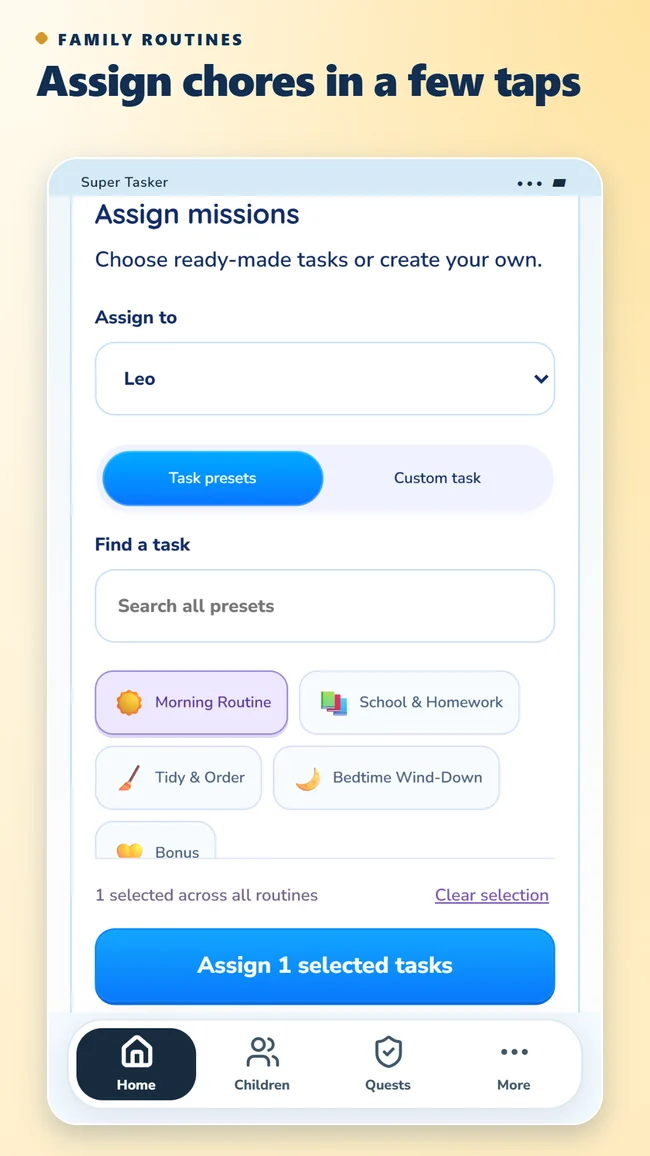 FAMILY ROUTINES
Assign chores in a few taps
Super Tasker
Assign missions
Choose ready-made tasks or create your own.
Assign to
Leo
Task presets Custom task
Find a task
Search all presets
Morning Routine School & Homework
Tidy & Order Bedtime Wind-Down
Bonus
1 selected across all routines Clear selection
Assign 1 selected tasks
Home Children Quests More